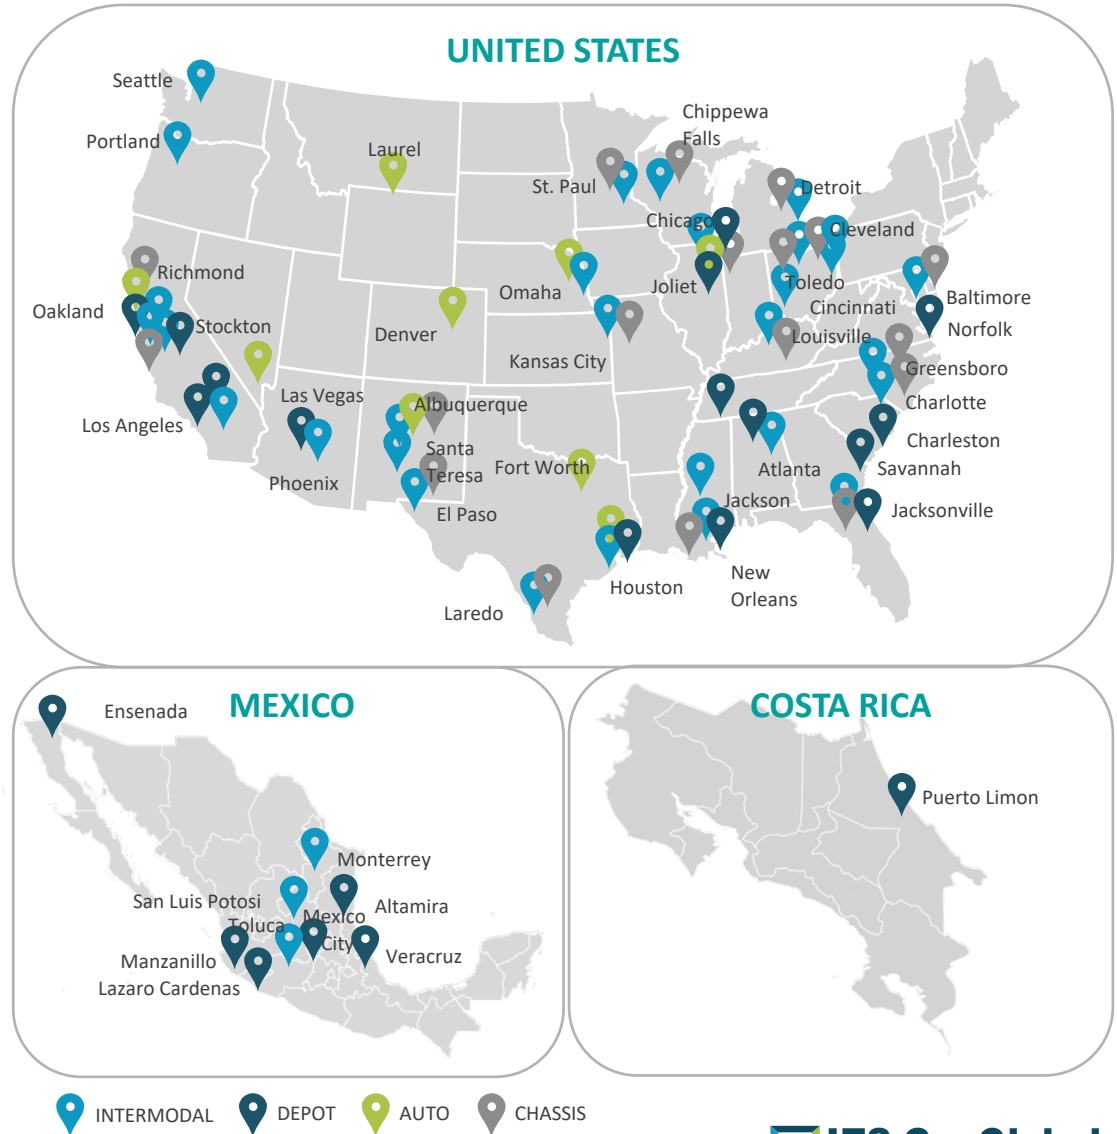 UNITED STATES
Seattle
Portland
Laurel
Chippewa
Falls
St. Paul
Detroit
Chicago
Cleveland
Richmond
Oakland
Stockton
Omaha
Joliet
Toledo
Cincinnati
Baltimore
Norfolk
Denver
Louisville
Kansas City
Greensboro
Las Vegas
Albuquerque
Charlotte
Los Angeles
Santa
Teresa
Charleston
Phoenix
Fort Worth
Atlanta
Savannah
El Paso
Jackson
Jacksonville
Houston
New
Orleans
Laredo
MEXICO
Ensenada
Monterrey
San Luis Potosi
Altamira
Toluca
Mexico
City
Veracruz
Manzanillo
Lazaro Cardenas
COSTA RICA
Puerto Limon
INTERMODAL
DEPOT
AUTO
CHASSIS